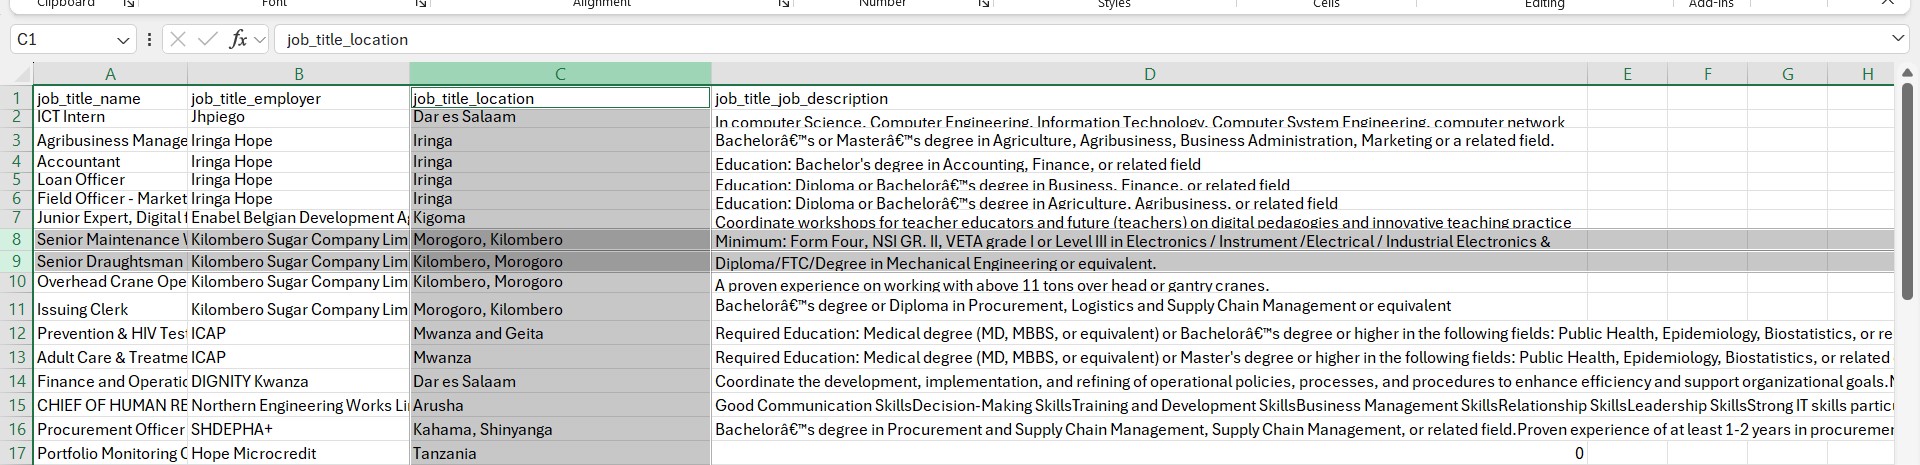 Clipboard Font Alignment Number Styles Cells Editing Add-ins
C1 fx job_title_location
A B C D E F G H
1 job_title_name job_title_employer job_title_location job_title_job_description
2 ICT Intern Jhpiego Dar es Salaam In computer Science, Computer Engineering, Information Technology, Computer System Engineering, computer network
3 Agribusiness Manage Iringa Hope Iringa Bachelorâ€™s or Masterâ€™s degree in Agriculture, Agribusiness, Business Administration, Marketing or a related field.
4 Accountant Iringa Hope Iringa Education: Bachelor's degree in Accounting, Finance, or related field
5 Loan Officer Iringa Hope Iringa Education: Diploma or Bachelorâ€™s degree in Business, Finance, or related field
6 Field Officer - Market Iringa Hope Iringa Education: Diploma or Bachelorâ€™s degree in Agriculture, Agribusiness, or related field
7 Junior Expert, Digital f Enabel Belgian Development Ag Kigoma Coordinate workshops for teacher educators and future (teachers) on digital pedagogies and innovative teaching practice
8 Senior Maintenance Kilombero Sugar Company Lim Morogoro, Kilombero Minimum: Form Four, NSI GR. II, VETA grade I or Level III in Electronics / Instrument /Electrical / Industrial Electronics &
9 Senior Draughtsman Kilombero Sugar Company Lim Kilombero, Morogoro Diploma/FTC/Degree in Mechanical Engineering or equivalent.
10 Overhead Crane Ope Kilombero Sugar Company Lim Kilombero, Morogoro A proven experience on working with above 11 tons over head or gantry cranes.
11 Issuing Clerk Kilombero Sugar Company Lim Morogoro, Kilombero Bachelorâ€™s degree or Diploma in Procurement, Logistics and Supply Chain Management or equivalent
12 Prevention & HIV Test ICAP Mwanza and Geita Required Education: Medical degree (MD, MBBS, or equivalent) or Bachelorâ€™s degree or higher in the following fields: Public Health, Epidemiology, Biostatistics, or re
13 Adult Care & Treatme ICAP Mwanza Required Education: Medical degree (MD, MBBS, or equivalent) or Master's degree or higher in the following fields: Public Health, Epidemiology, Biostatistics, or related
14 Finance and Operatic DIGNITY Kwanza Dar es Salaam Coordinate the development, implementation, and refining of operational policies, processes, and procedures to enhance efficiency and support organizational goals.
15 CHIEF OF HUMAN RE Northern Engineering Works Li Arusha Good Communication SkillsDecision-Making SkillsTraining and Development SkillsBusiness Management SkillsRelationship SkillsLeadership SkillsStrong IT skills particu
16 Procurement Officer SHDEPHA+ Kahama, Shinyanga Bachelorâ€™s degree in Procurement and Supply Chain Management, Supply Chain Management, or related field.Proven experience of at least 1-2 years in procuremer
17 Portfolio Monitoring Hope Microcredit Tanzania 0